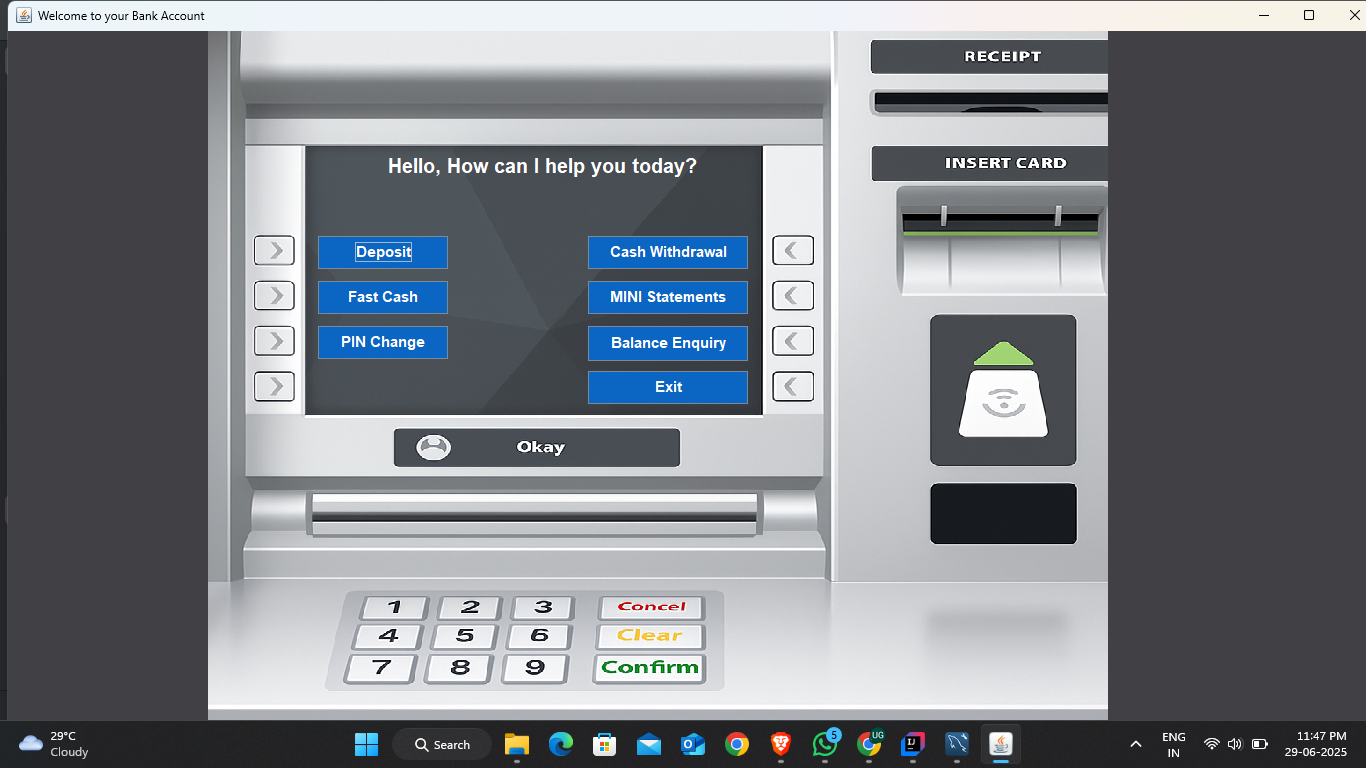 Welcome to your Bank Account
RECEIPT
INSERT CARD
Hello, How can I help you today?
Deposit
Cash Withdrawal
Fast Cash
MINI Statements
PIN Change
Balance Enquiry
Exit
Okay
1 2 3 Concel
4 5 6 Clear
7 8 9 Confirm
29°C
Cloudy
Search
5
UG
IJ
ENG
IN
11:47 PM
29-06-2025